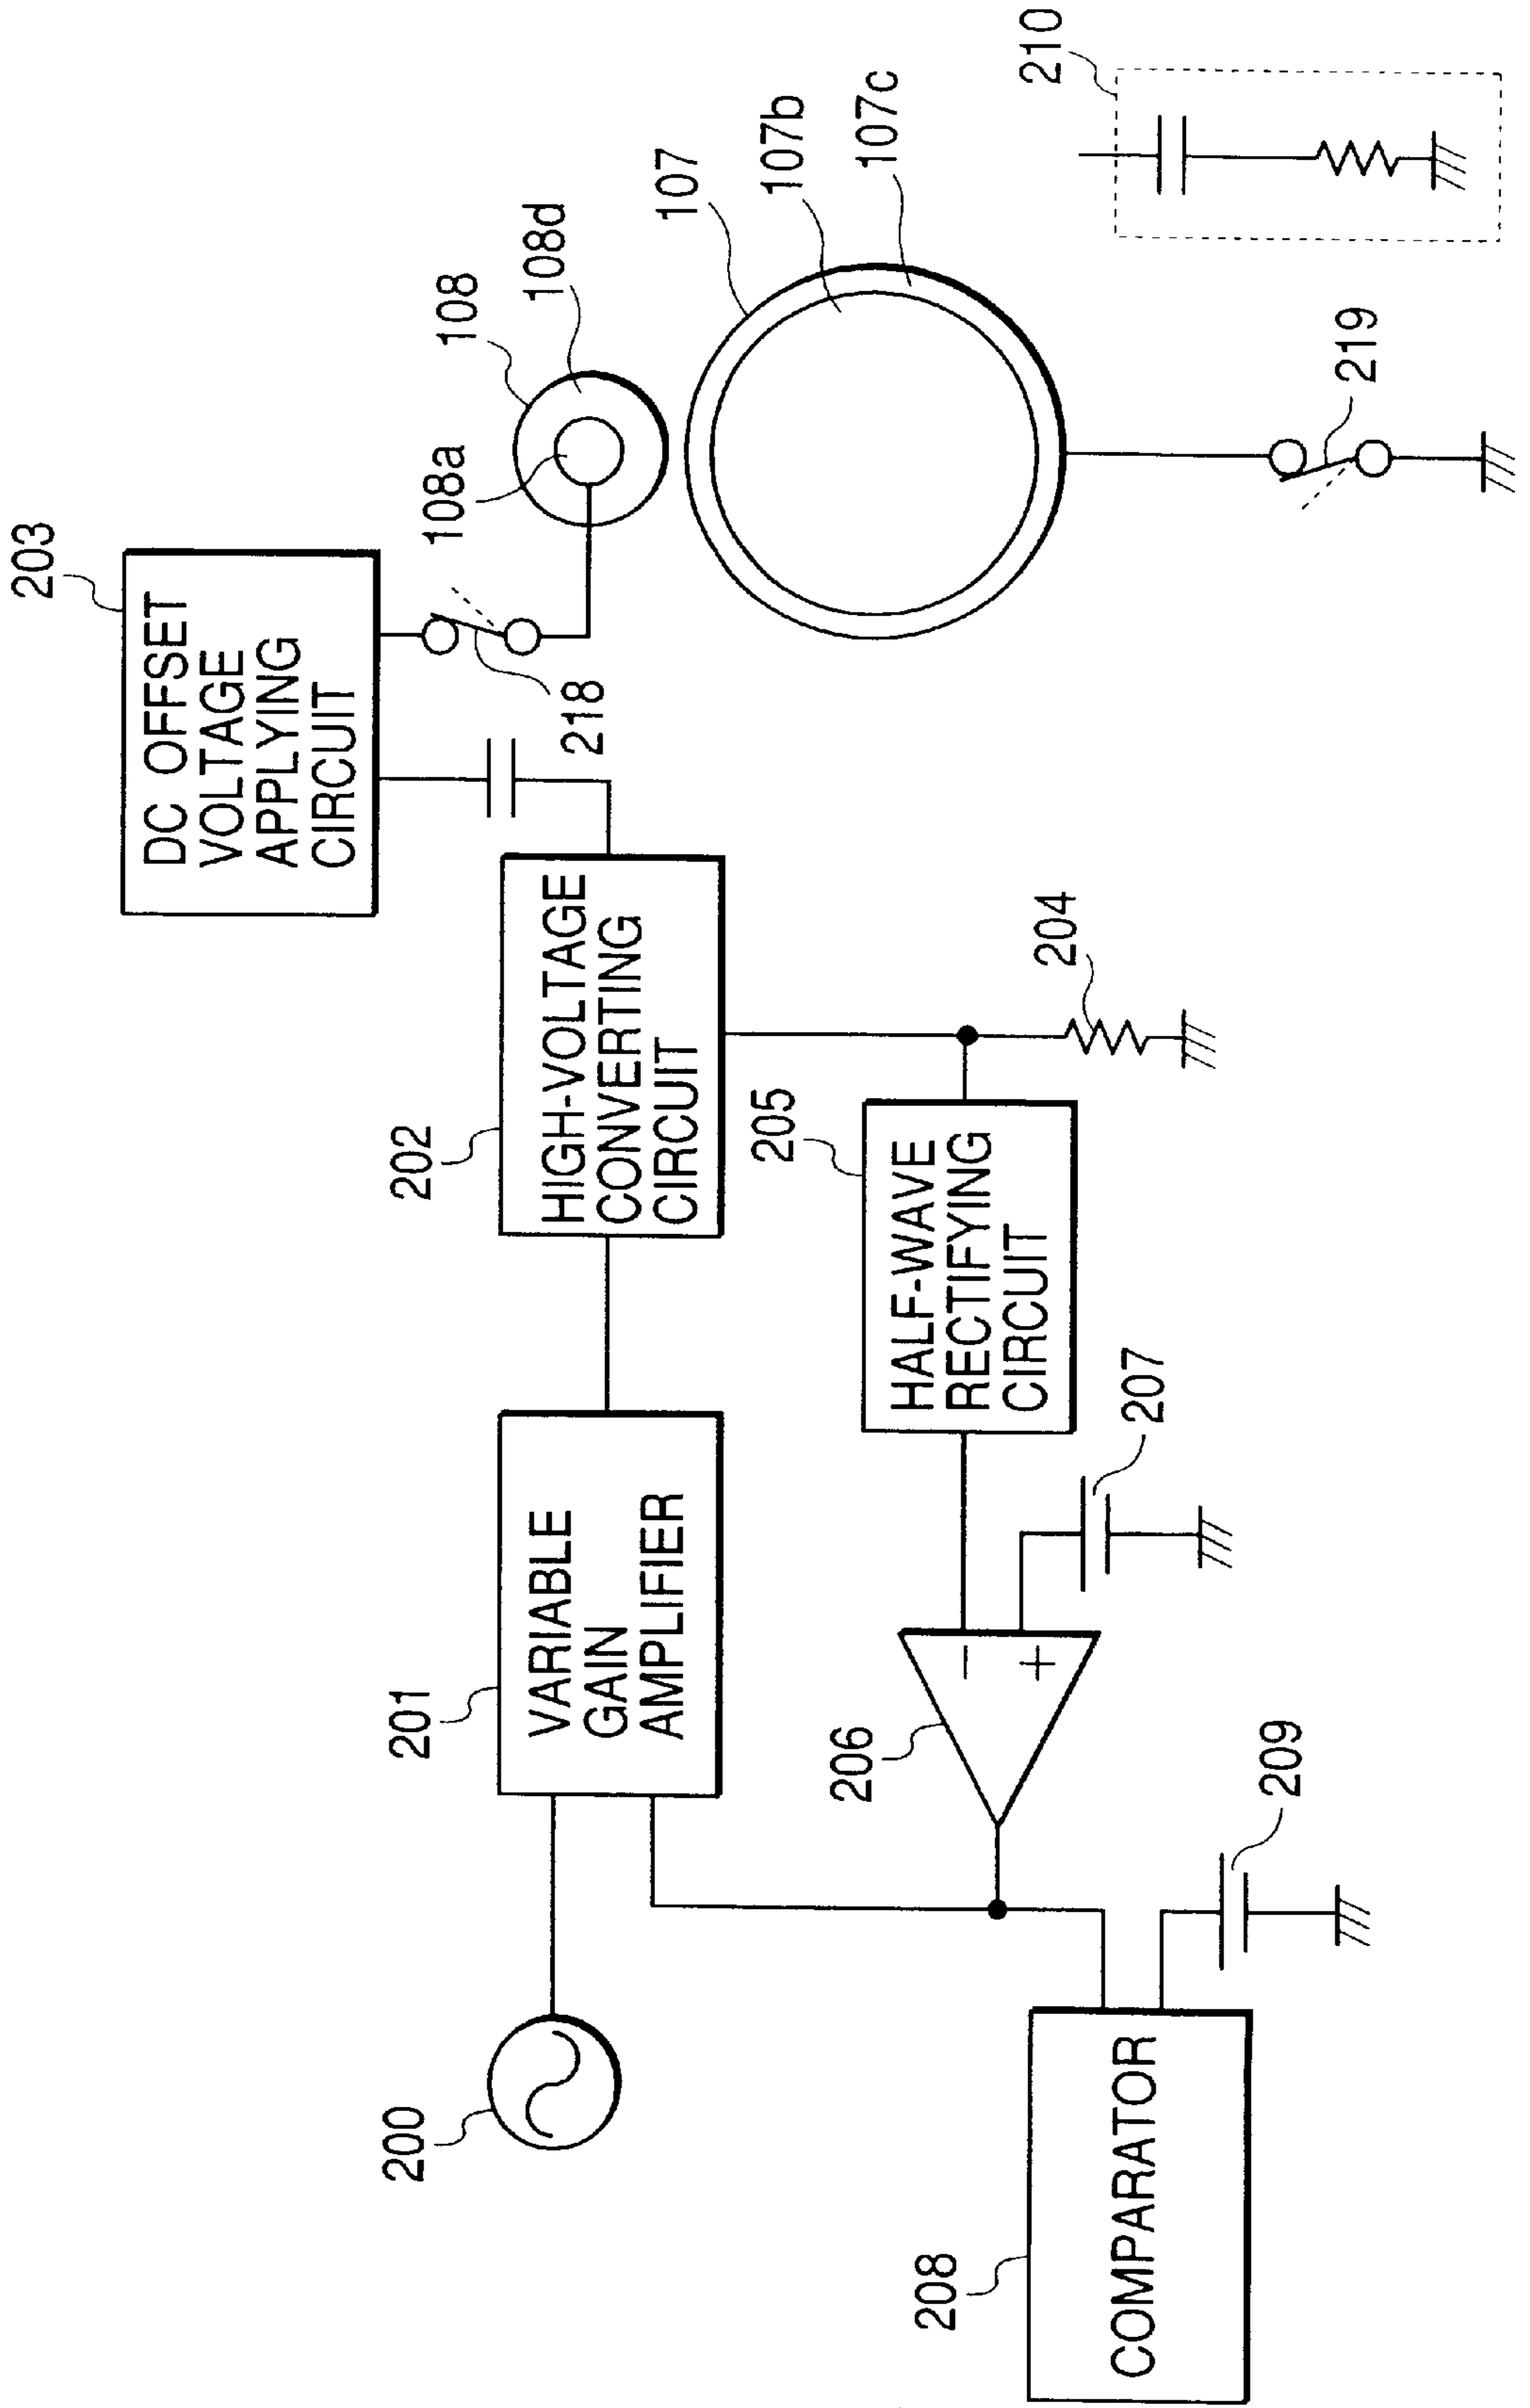 203
DC OFFSET
VOLTAGE
APPLYING
CIRCUIT
202
HIGH-VOLTAGE
CONVERTING
CIRCUIT
201
VARIABLE
GAIN
AMPLIFIER
200
218
108a
108
108d
107
107b
107c
210
219
204
205
HALF-WAVE
RECTIFYING
CIRCUIT
207
206
−
+
209
208
COMPARATOR